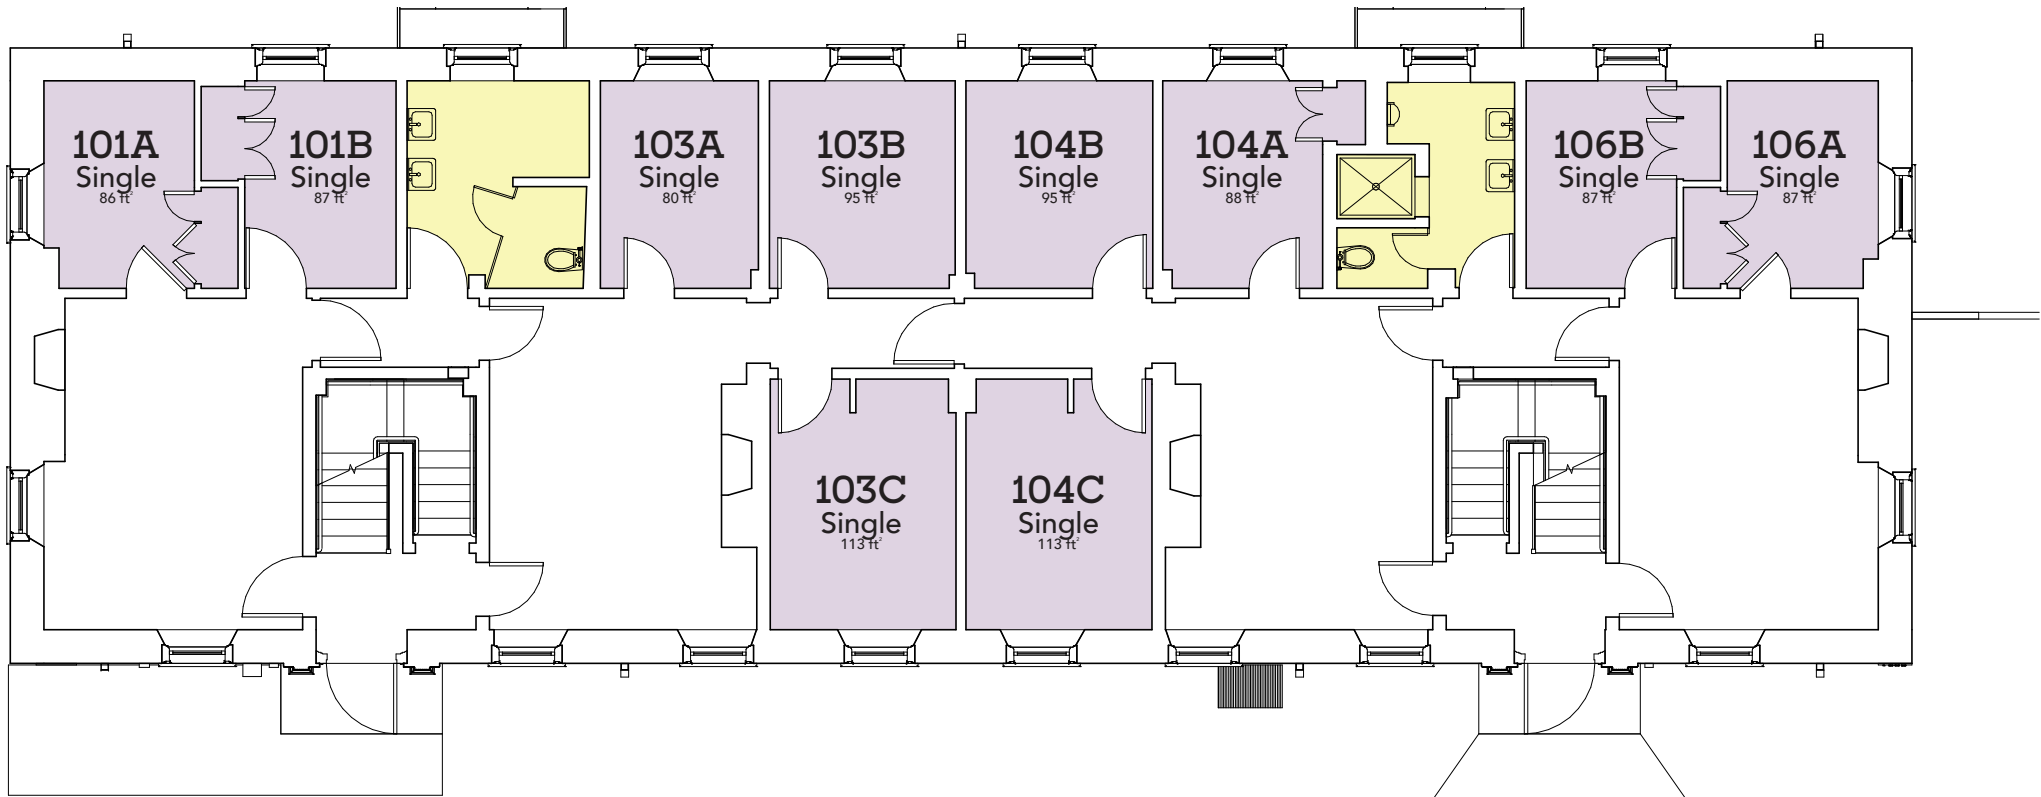 101A
Single
86 ft²
101B
Single
87 ft²
103A
Single
80 ft²
103B
Single
95 ft²
104B
Single
95 ft²
104A
Single
88 ft²
106B
Single
87 ft²
106A
Single
87 ft²
103C
Single
113 ft²
104C
Single
113 ft²